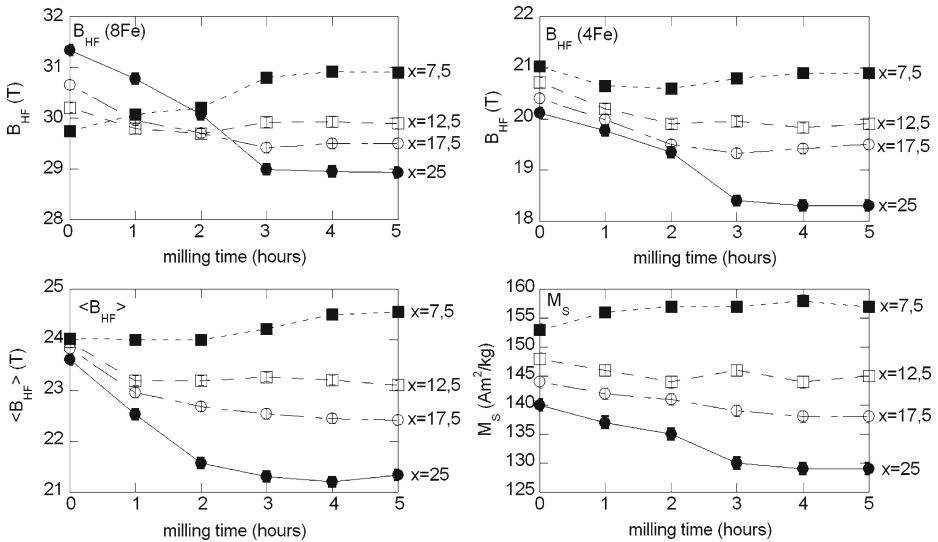 B_HF (8Fe)
B_HF (T)
32
31
30
29
28
x=7,5
x=12,5
x=17,5
x=25
0 1 2 3 4 5
milling time (hours)
B_HF (4Fe)
B_HF (T)
22
21
20
19
18
x=7,5
x=12,5
x=17,5
x=25
0 1 2 3 4 5
milling time (hours)
<B_HF>
<B_HF> (T)
25
24
23
22
21
x=7,5
x=12,5
x=17,5
x=25
0 1 2 3 4 5
milling time (hours)
M_S
M_S (Am²/kg)
160
155
150
145
140
135
130
125
x=7,5
x=12,5
x=17,5
x=25
0 1 2 3 4 5
milling time (hours)